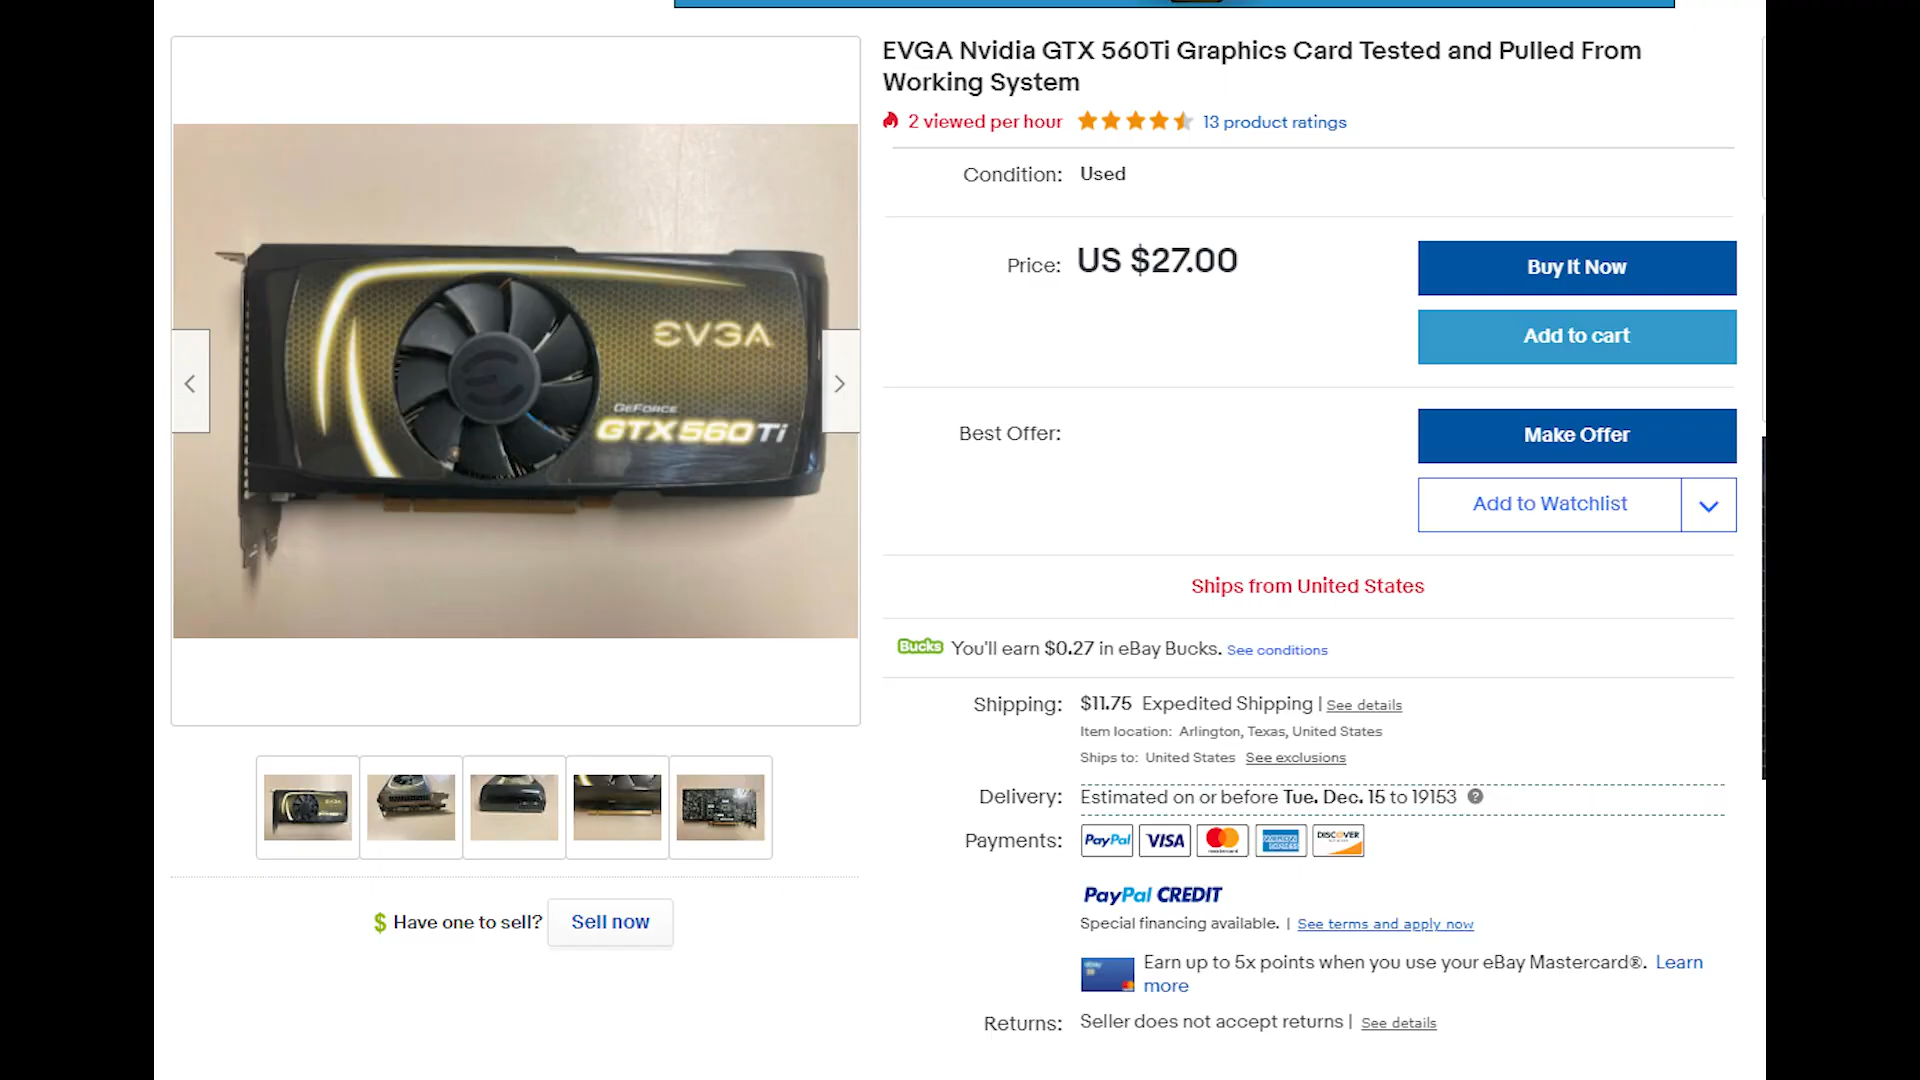 EVGA Nvidia GTX 560Ti Graphics Card Tested and Pulled From
Working System
2 viewed per hour
13 product ratings
Condition: Used
Price: US $27.00
Buy It Now
Add to cart
Best Offer:
Make Offer
Add to Watchlist
Ships from United States
Bucks You'll earn $0.27 in eBay Bucks. See conditions
Shipping: $11.75 Expedited Shipping | See details
Item location: Arlington, Texas, United States
Ships to: United States See exclusions
Delivery: Estimated on or before Tue. Dec. 15 to 19153 ?
Payments: PayPal VISA mastercard AMERICAN EXPRESS DISCOVER
PayPal CREDIT
Special financing available. | See terms and apply now
ebay
Earn up to 5x points when you use your eBay Mastercard®. Learn
more
Returns: Seller does not accept returns | See details
EVGA
GEFORCE
GTX 560 Ti
$ Have one to sell? Sell now